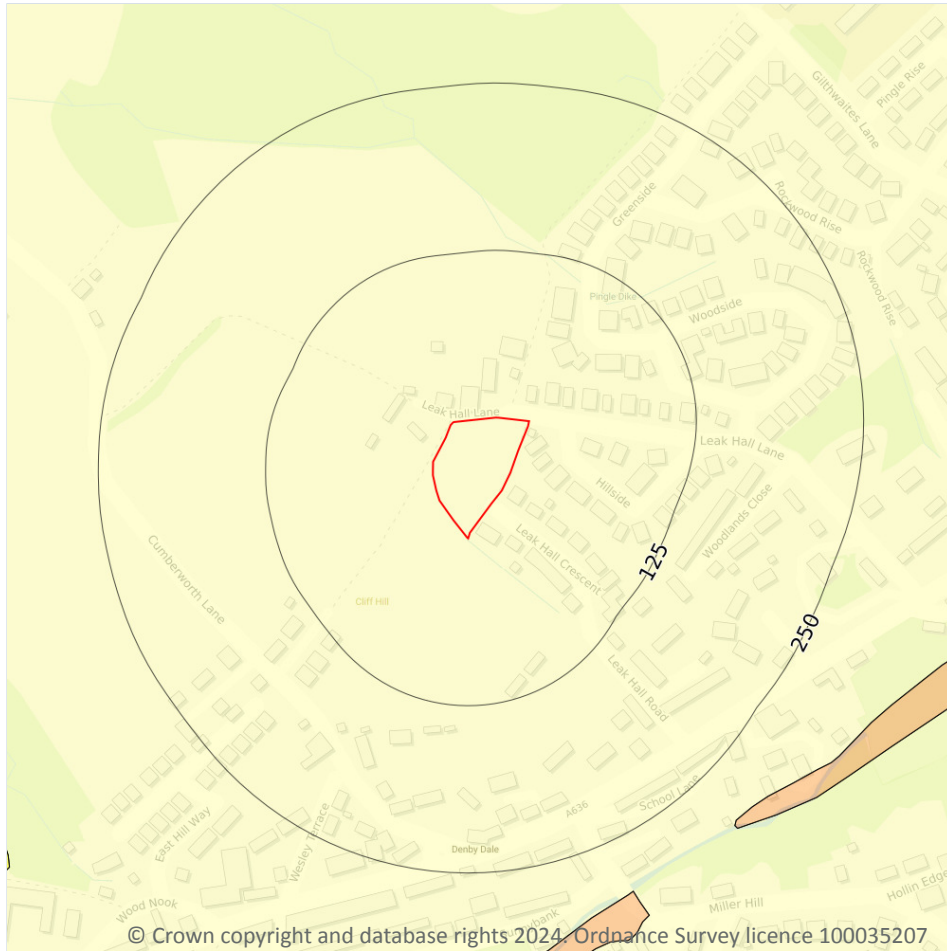 Gilthwaites Lane
Pingle Rise
Greenside
Rockwood Rise
Rockwood Rise
Pingle Dike
Woodside
Leak Hall Lane
Leak Hall Lane
Hillside
Woodlands Close
Leak Hall Crescent
125
Cumberworth Lane
Cliff Hill
250
Leak Hall Road
School Lane
A636
East Hill Way
Wesley Terrace
Denby Dale
Hollin Edge
Wood Nook
Miller Hill
© Crown copyright and database rights 2024. Ordnance Survey licence 100035207